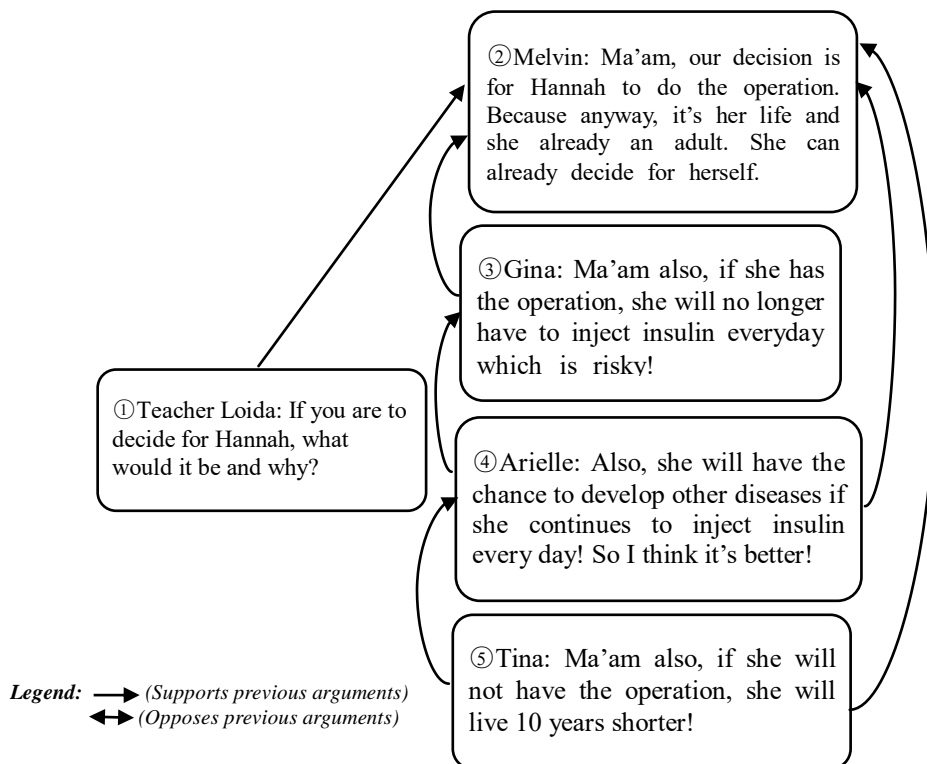 ②Melvin: Ma’am, our decision is
for Hannah to do the operation.
Because anyway, it’s her life and
she already an adult. She can
already decide for herself.
③Gina: Ma’am also, if she has
the operation, she will no longer
have to inject insulin everyday
which is risky!
①Teacher Loida: If you are to
decide for Hannah, what
would it be and why?
④Arielle: Also, she will have the
chance to develop other diseases if
she continues to inject insulin
every day! So I think it’s better!
⑤Tina: Ma’am also, if she will
not have the operation, she will
live 10 years shorter!
Legend: (Supports previous arguments)
(Opposes previous arguments)